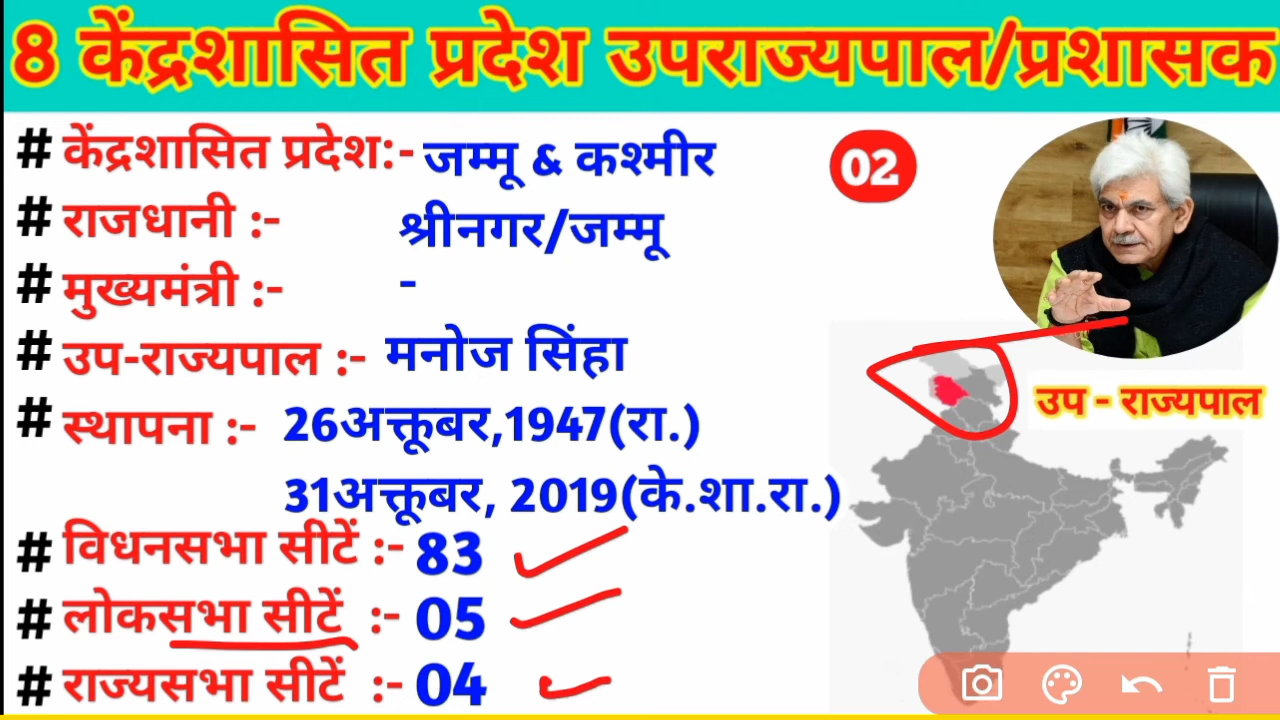 8 केंद्रशासित प्रदेश उपराज्यपाल/प्रशासक
# केंद्रशासित प्रदेश:- जम्मू & कश्मीर
02
# राजधानी :- श्रीनगर/जम्मू
# मुख्यमंत्री :- -
# उप-राज्यपाल :- मनोज सिंहा
उप - राज्यपाल
# स्थापना :- 26अक्तूबर,1947(रा.)
31अक्तूबर, 2019(के.शा.रा.)
# विधनसभा सीटें :- 83
# लोकसभा सीटें :- 05
# राज्यसभा सीटें :- 04